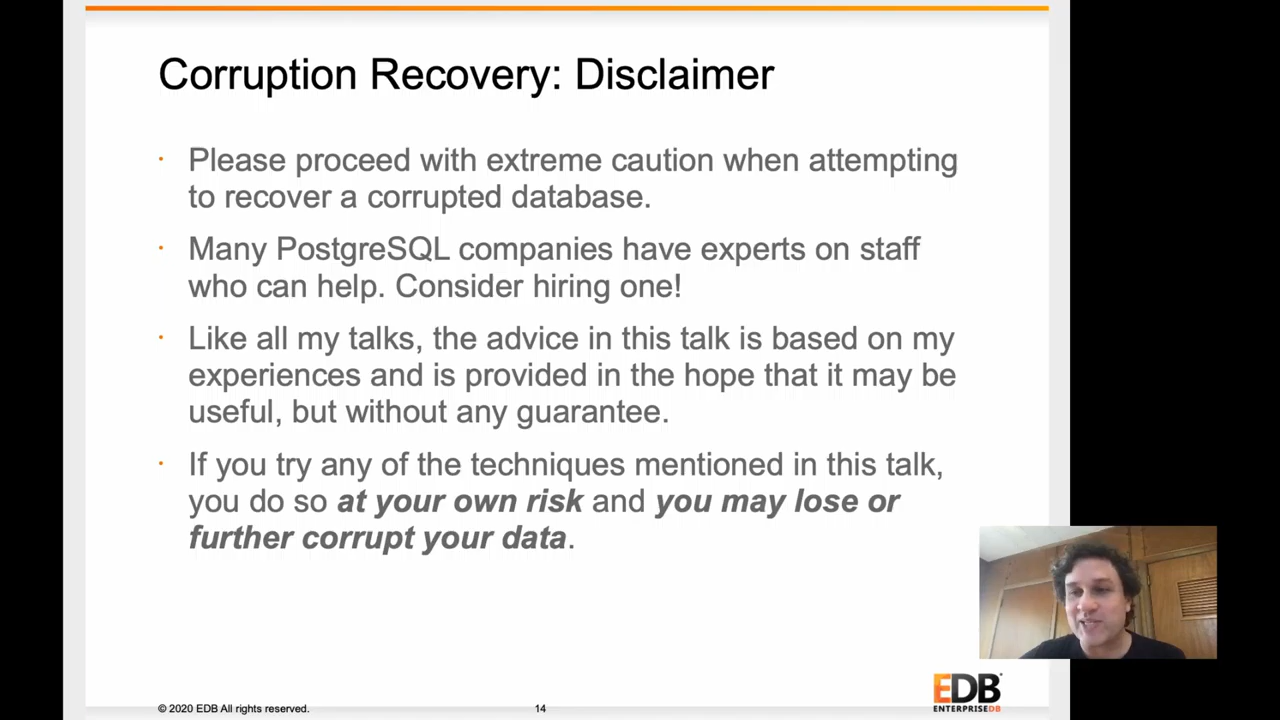 Corruption Recovery: Disclaimer
· Please proceed with extreme caution when attempting
to recover a corrupted database.
· Many PostgreSQL companies have experts on staff
who can help. Consider hiring one!
· Like all my talks, the advice in this talk is based on my
experiences and is provided in the hope that it may be
useful, but without any guarantee.
· If you try any of the techniques mentioned in this talk,
you do so at your own risk and you may lose or
further corrupt your data.
© 2020 EDB All rights reserved.
14
EDB
ENTERPRISEDB